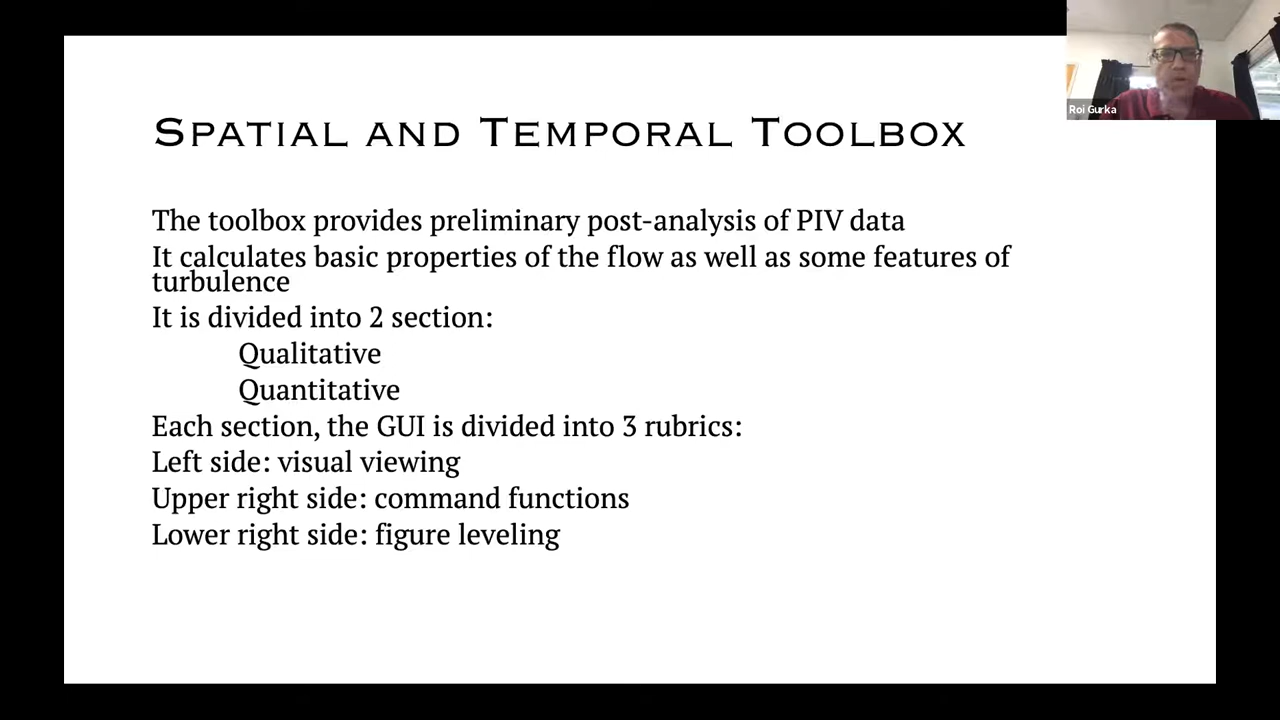 Roi Gurka
Spatial and Temporal Toolbox
The toolbox provides preliminary post-analysis of PIV data
It calculates basic properties of the flow as well as some features of
turbulence
It is divided into 2 section:
Qualitative
Quantitative
Each section, the GUI is divided into 3 rubrics:
Left side: visual viewing
Upper right side: command functions
Lower right side: figure leveling